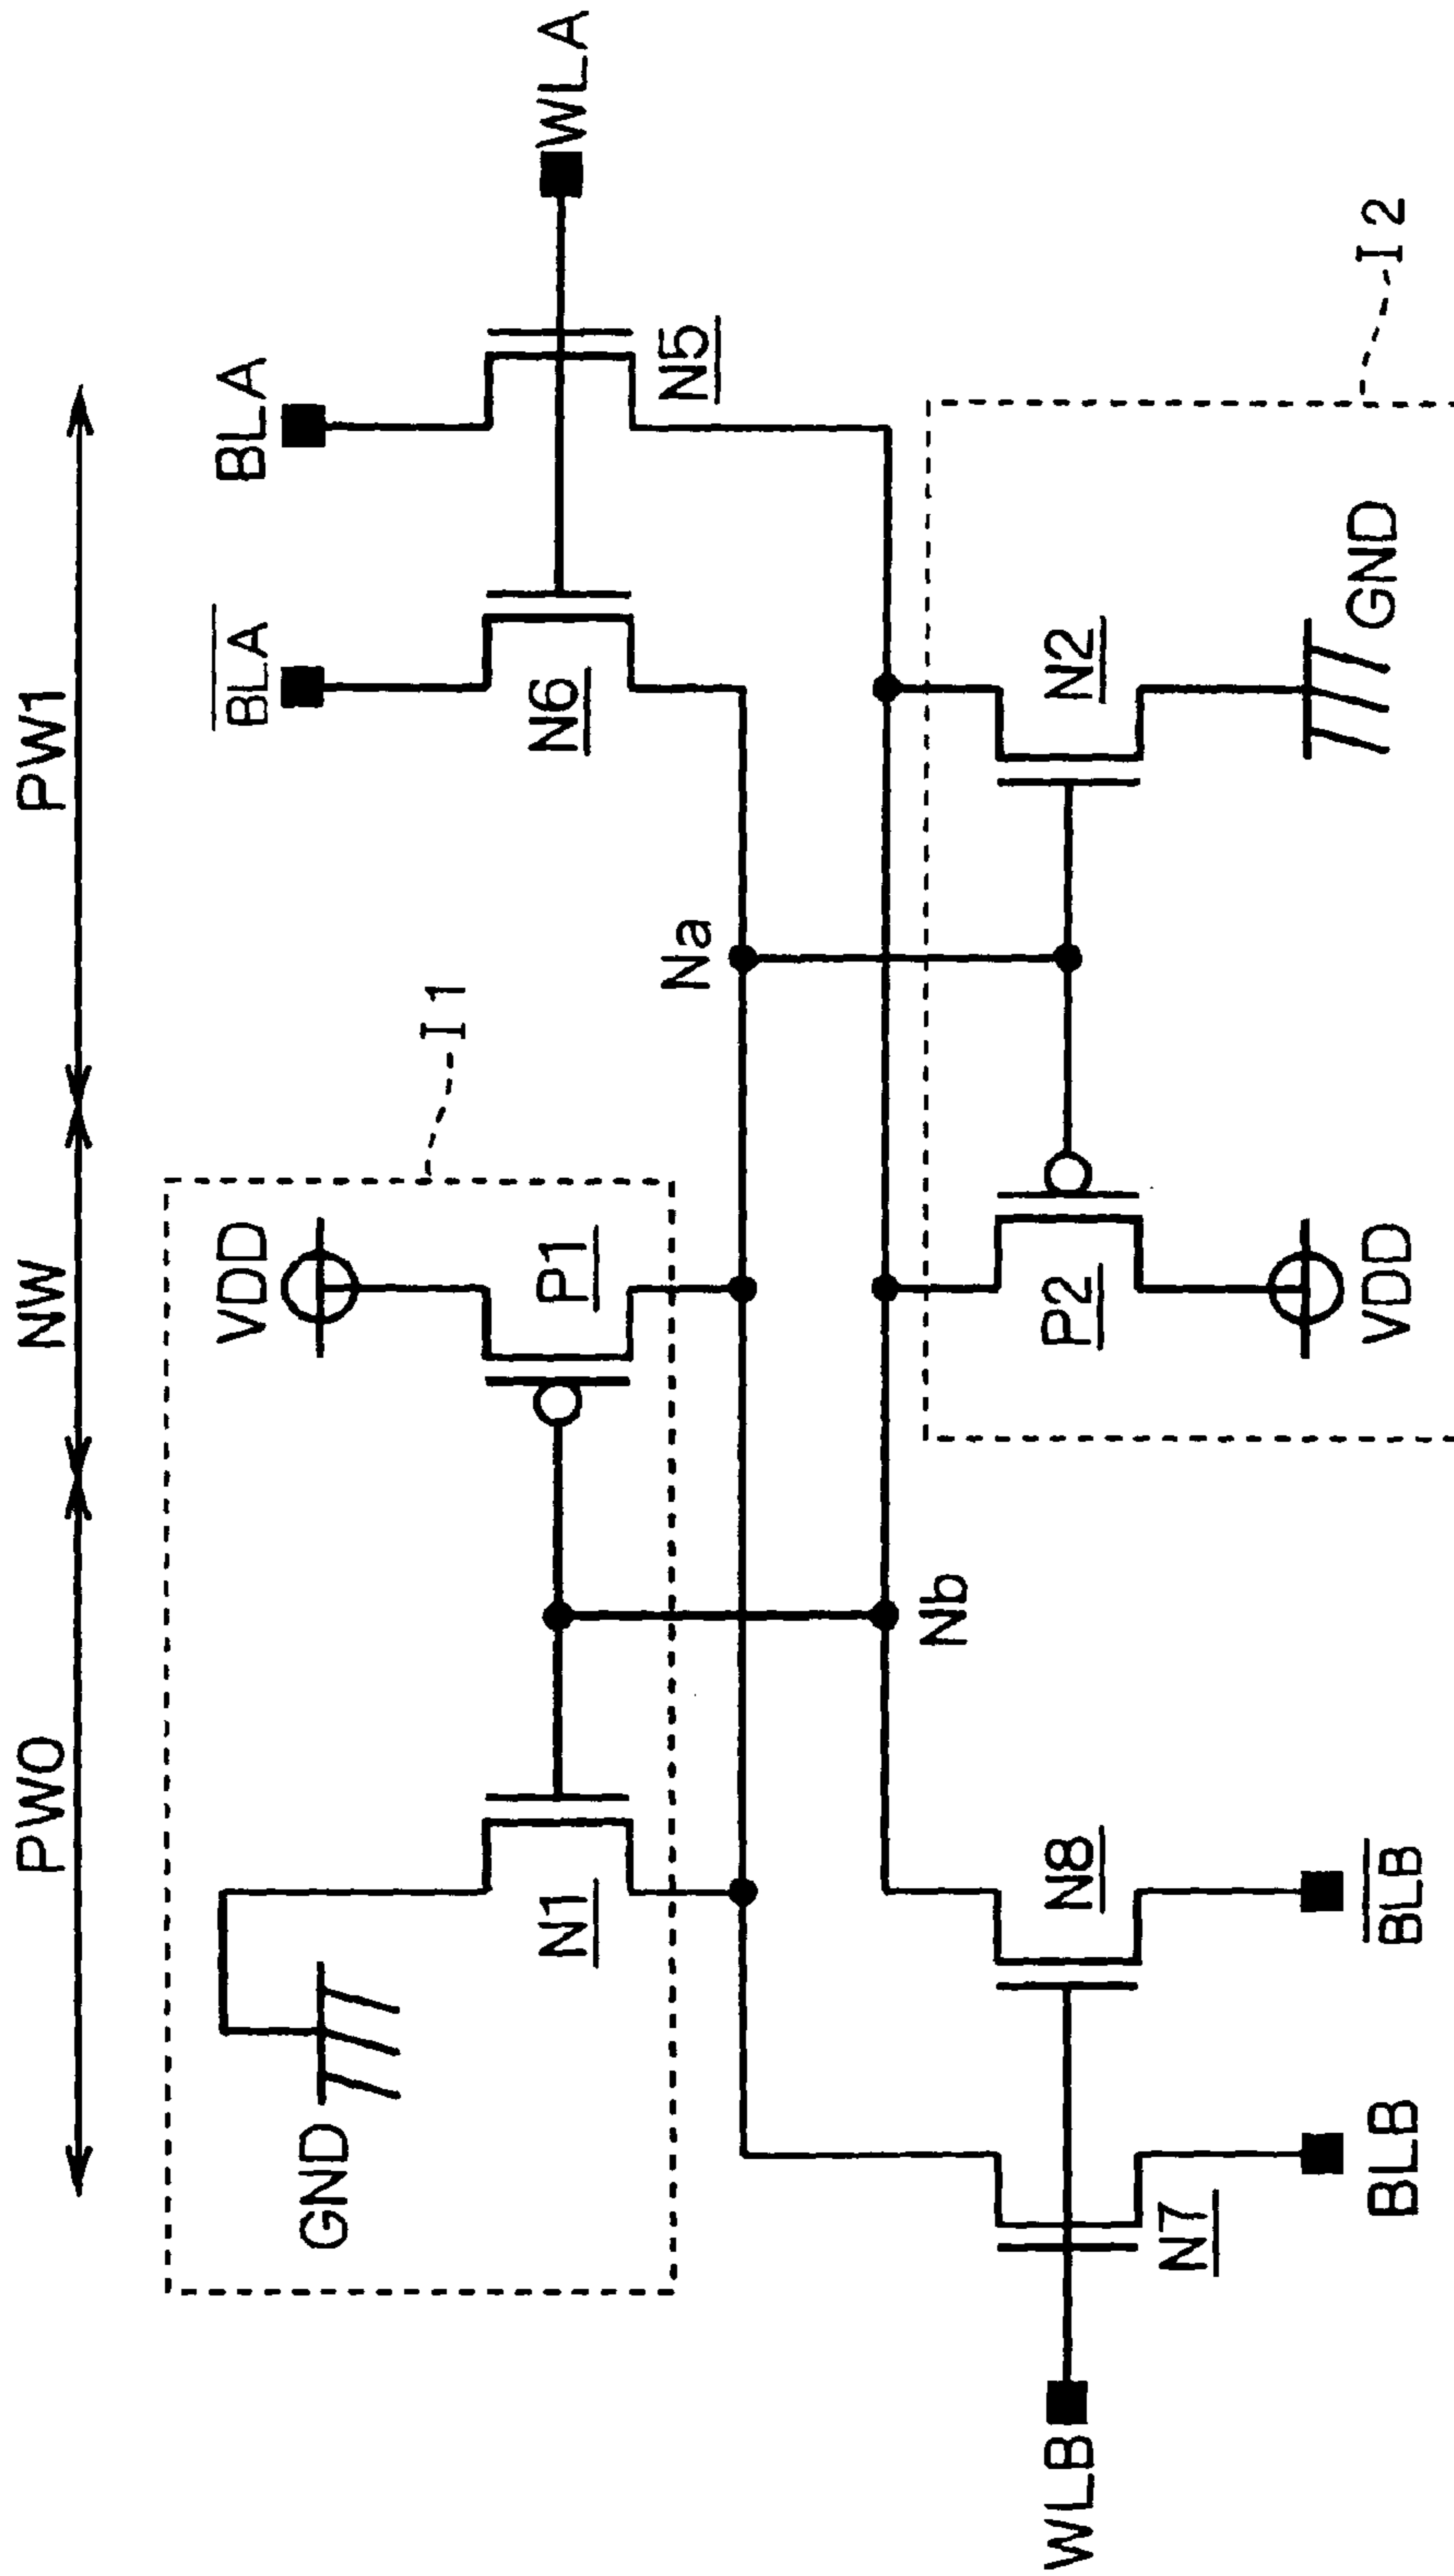 PW0
NW
PW1
BLA
BLA
WLA
VDD
GND
N1
P1
I1
N6
N5
Na
Nb
WLB
N7
N8
P2
N2
I2
BLB
BLB
VDD
GND